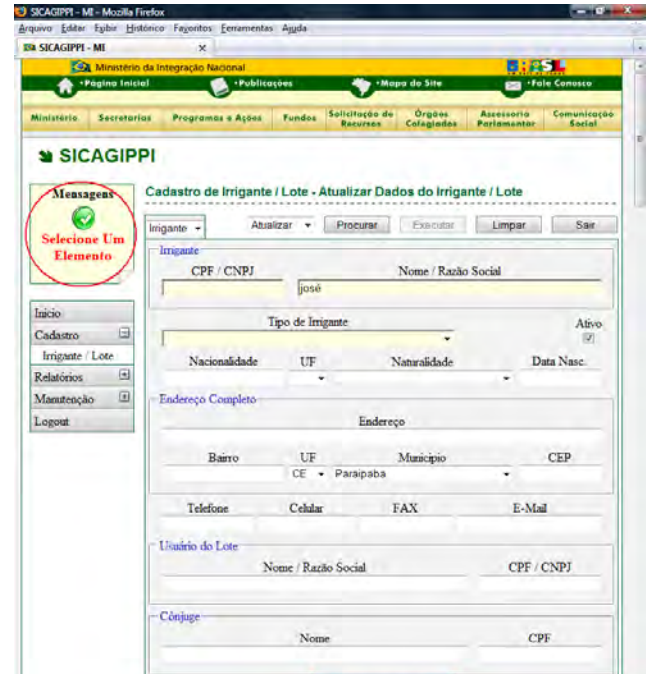 SICAGIPPI - MI - Mozilla Firefox
Arquivo Editar Exibir Histórico Favoritos Ferramentas Ajuda
SICAGIPPI - MI
Ministério da Integração Nacional
BRASIL
Página Inicial Publicações Mapa do Site Fale Conosco
Ministério Secretarias Programas e Ações Fundos Solicitação de Recursos Órgãos Colegiados Assessoria Parlamentar Comunicação Social
SICAGIPPI
Mensagens
Selecione Um
Elemento
Cadastro de Irrigante / Lote - Atualizar Dados do Irrigante / Lote
Irrigante Atualizar Procurar Executar Limpar Sair
Irrigante
CPF / CNPJ Nome / Razão Social
josé
Início
Cadastro
Irrigante / Lote
Relatórios
Manutenção
Logout
Tipo de Irrigante Ativo
Nacionalidade UF Naturalidade Data Nasc.
Endereço Completo
Endereço
Bairro UF Município CEP
CE Paraipaba
Telefone Celular FAX E-Mail
Usuário do Lote
Nome / Razão Social CPF / CNPJ
Cônjuge
Nome CPF